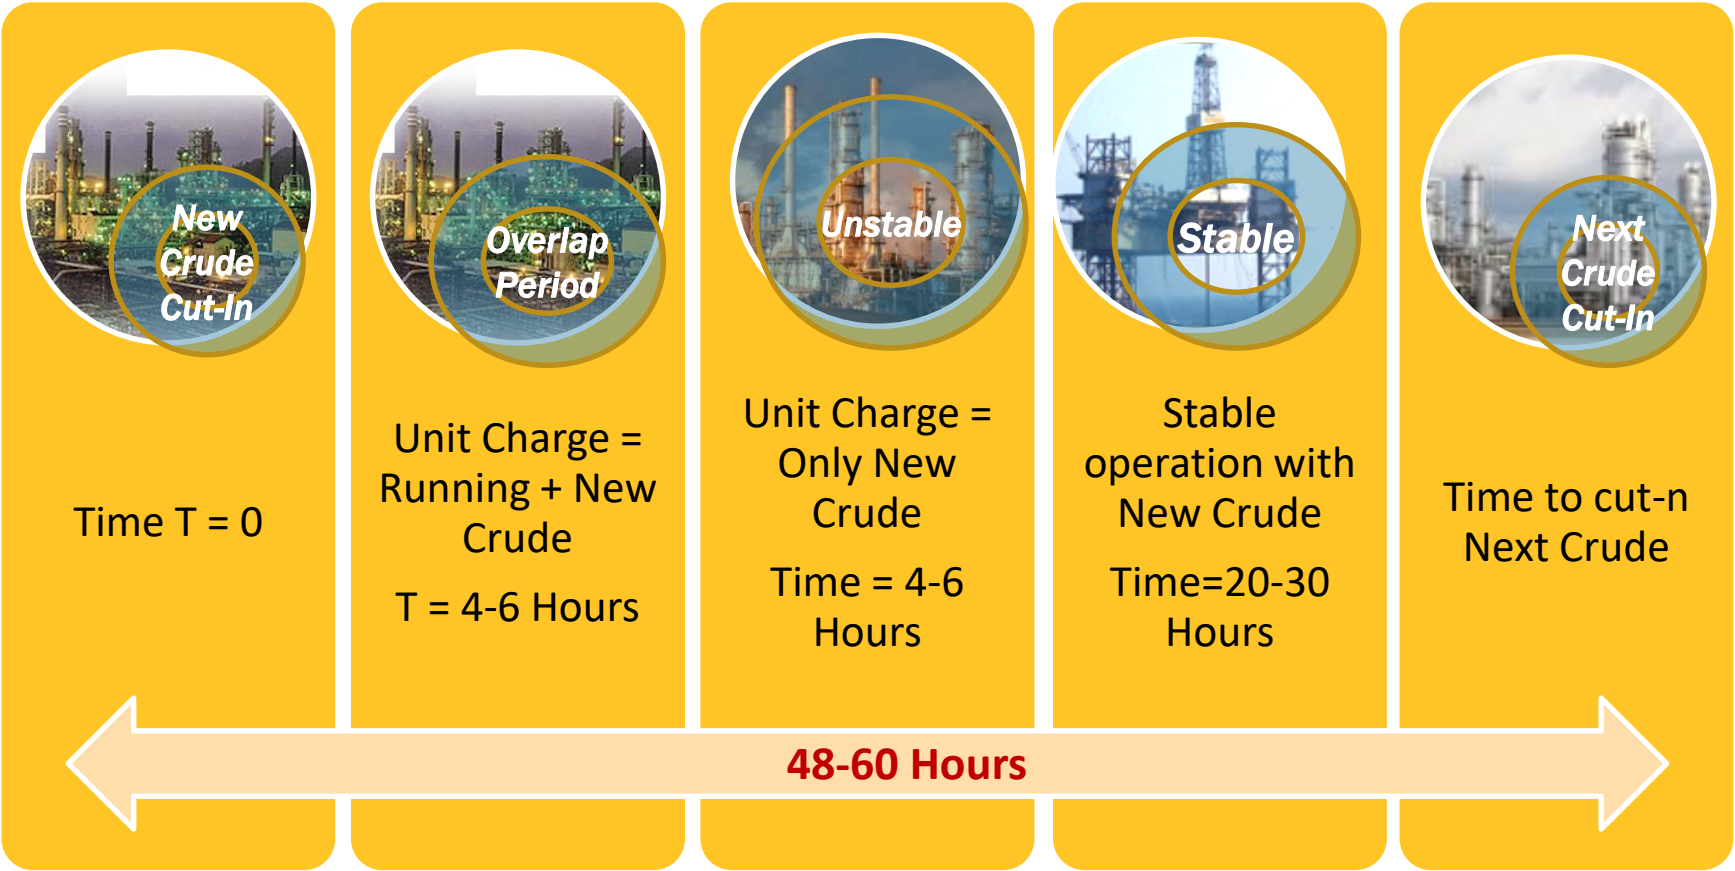 New
Crude
Cut-In
Time T = 0
Overlap
Period
Unit Charge =
Running + New
Crude
T = 4-6 Hours
Unstable
Unit Charge =
Only New
Crude
Time = 4-6
Hours
Stable
Stable
operation with
New Crude
Time=20-30
Hours
Next
Crude
Cut-In
Time to cut-n
Next Crude
48-60 Hours